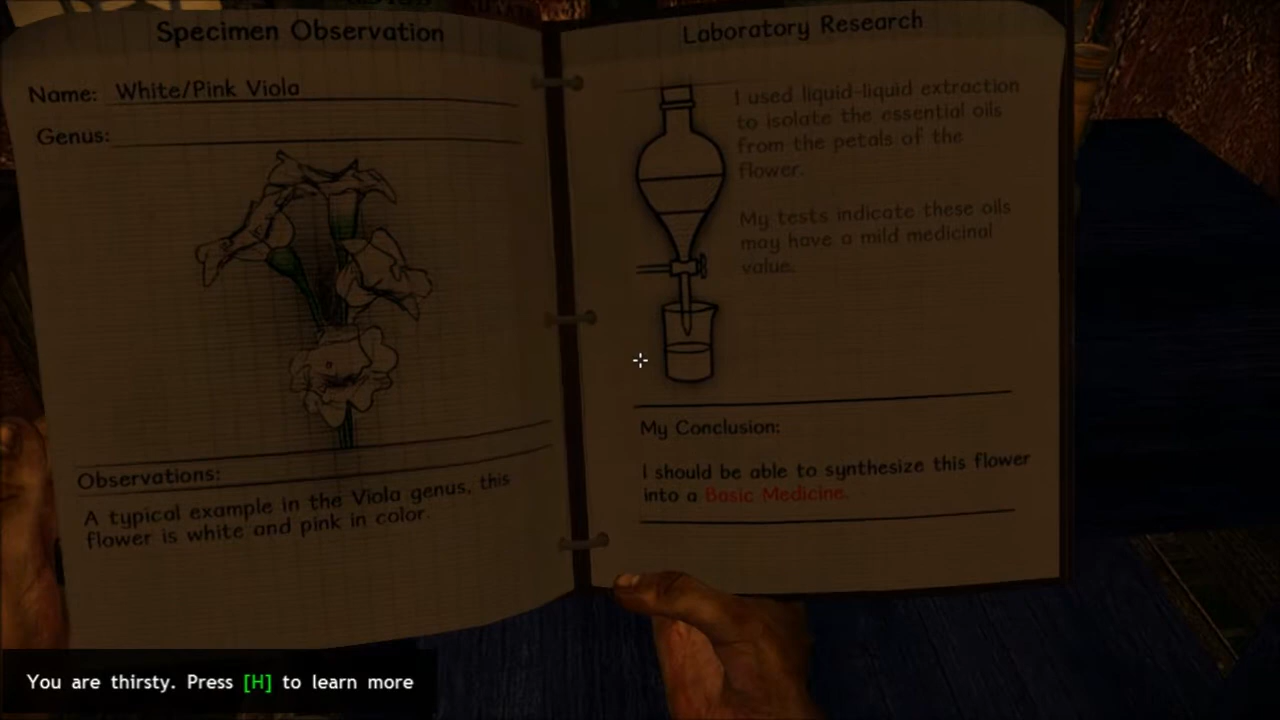 Specimen Observation
Name: White/Pink Viola
Genus:
Observations:
A typical example in the Viola genus, this
flower is white and pink in color.
Laboratory Research
I used liquid-liquid extraction
to isolate the essential oils
from the petals of the
flower.
My tests indicate these oils
may have a mild medicinal
value.
My Conclusion:
I should be able to synthesize this flower
into a Basic Medicine.
You are thirsty. Press [H] to learn more